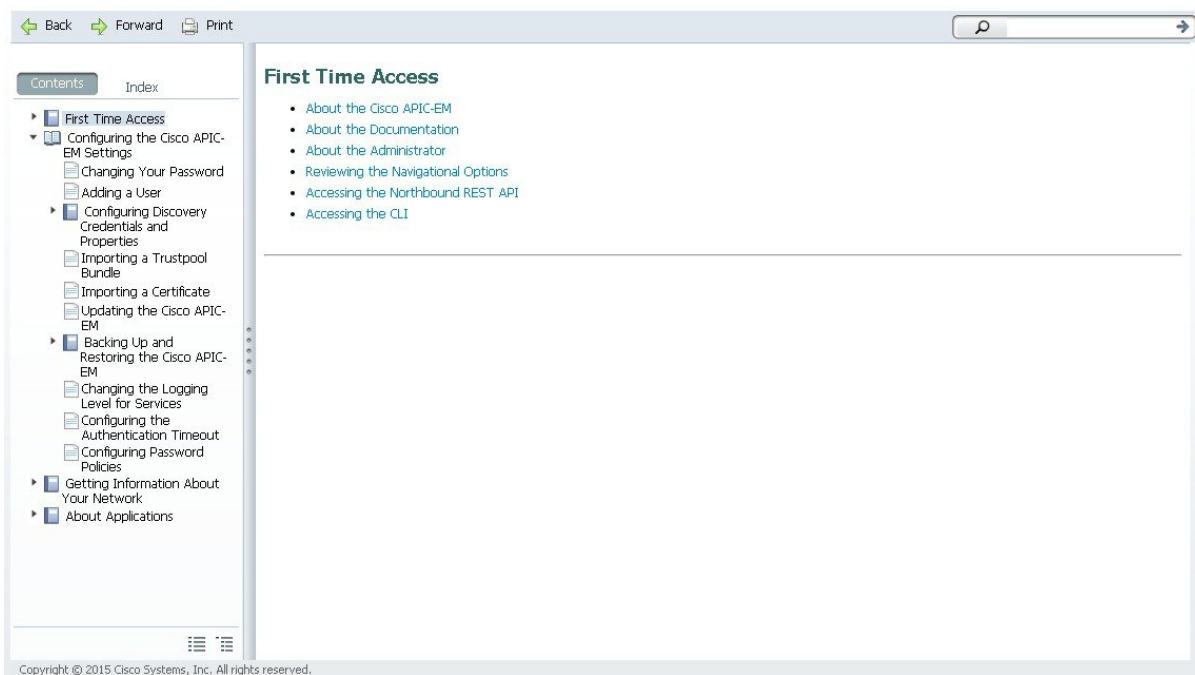 Back Forward Print
Contents Index
First Time Access
Configuring the Cisco APIC-
EM Settings
Changing Your Password
Adding a User
Configuring Discovery
Credentials and
Properties
Importing a Trustpool
Bundle
Importing a Certificate
Updating the Cisco APIC-
EM
Backing Up and
Restoring the Cisco APIC-
EM
Changing the Logging
Level for Services
Configuring the
Authentication Timeout
Configuring Password
Policies
Getting Information About
Your Network
About Applications
First Time Access
• About the Cisco APIC-EM
• About the Documentation
• About the Administrator
• Reviewing the Navigational Options
• Accessing the Northbound REST API
• Accessing the CLI
Copyright © 2015 Cisco Systems, Inc. All rights reserved.